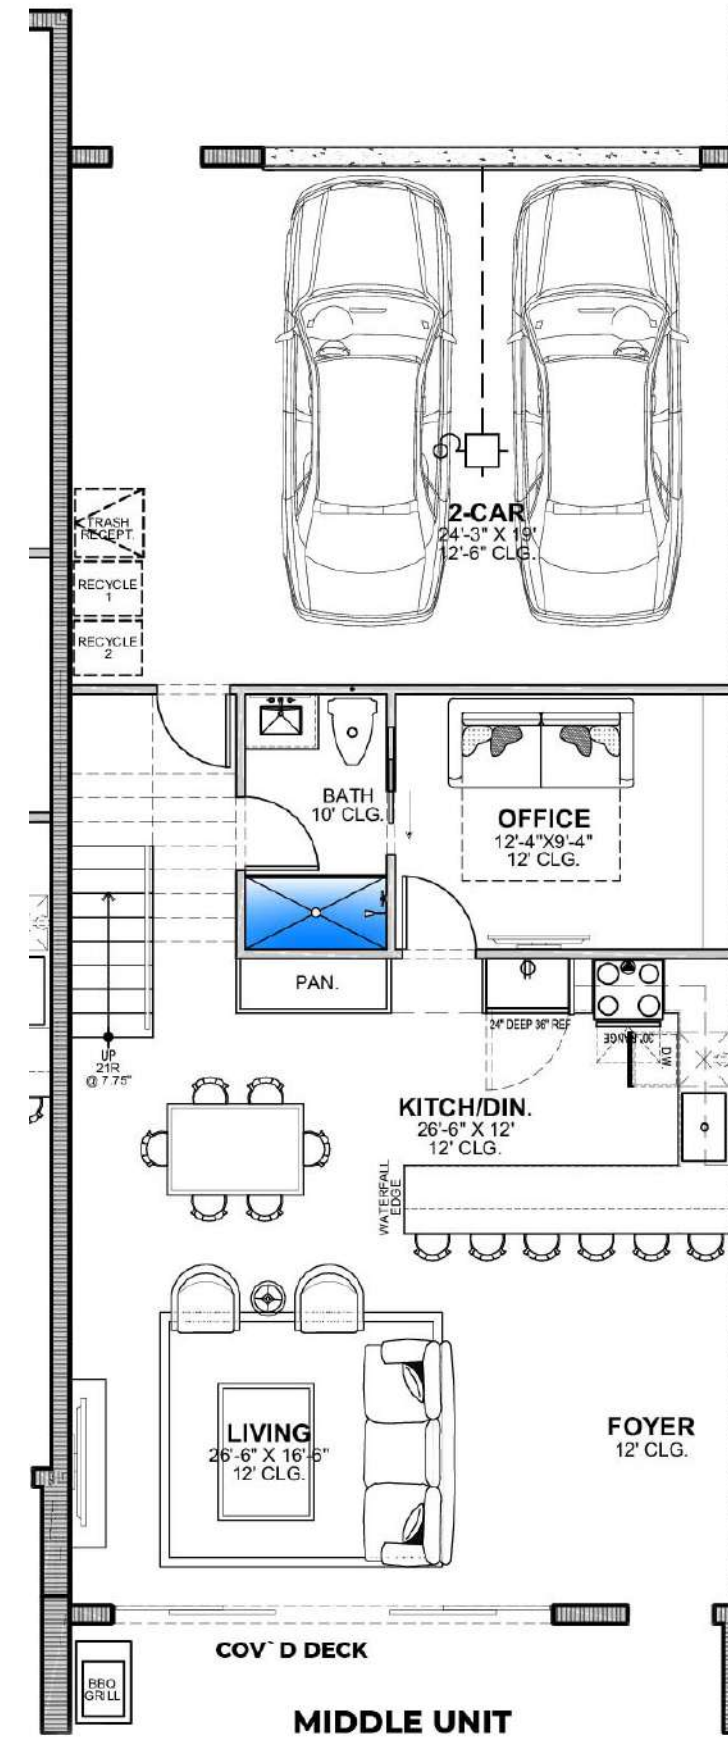 2-CAR
24'-3" X 19'
12'-6" CLG.
TRASH
RECEPT.
RECYCLE
1
RECYCLE
2
BATH
10' CLG.
OFFICE
12'-4"X9'-4"
12' CLG.
PAN.
24" DEEP 36" REF
30" RANGE
DW
UP
21R
@ 7.75"
KITCH/DIN.
26'-6" X 12'
12' CLG.
WATERFALL
EDGE
LIVING
26'-6" X 16'-6"
12' CLG.
FOYER
12' CLG.
COV`D DECK
BBQ
GRILL
MIDDLE UNIT